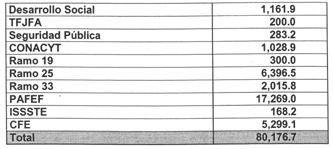 Desarrollo Social 1,161.9
TFJFA 200.0
Seguridad Pública 283.2
CONACYT 1,028.9
Ramo 19 300.0
Ramo 25 6,396.5
Ramo 33 2,015.8
PAFEF 17,269.0
ISSSTE 168.2
CFE 5,299.1
Total 80,176.7